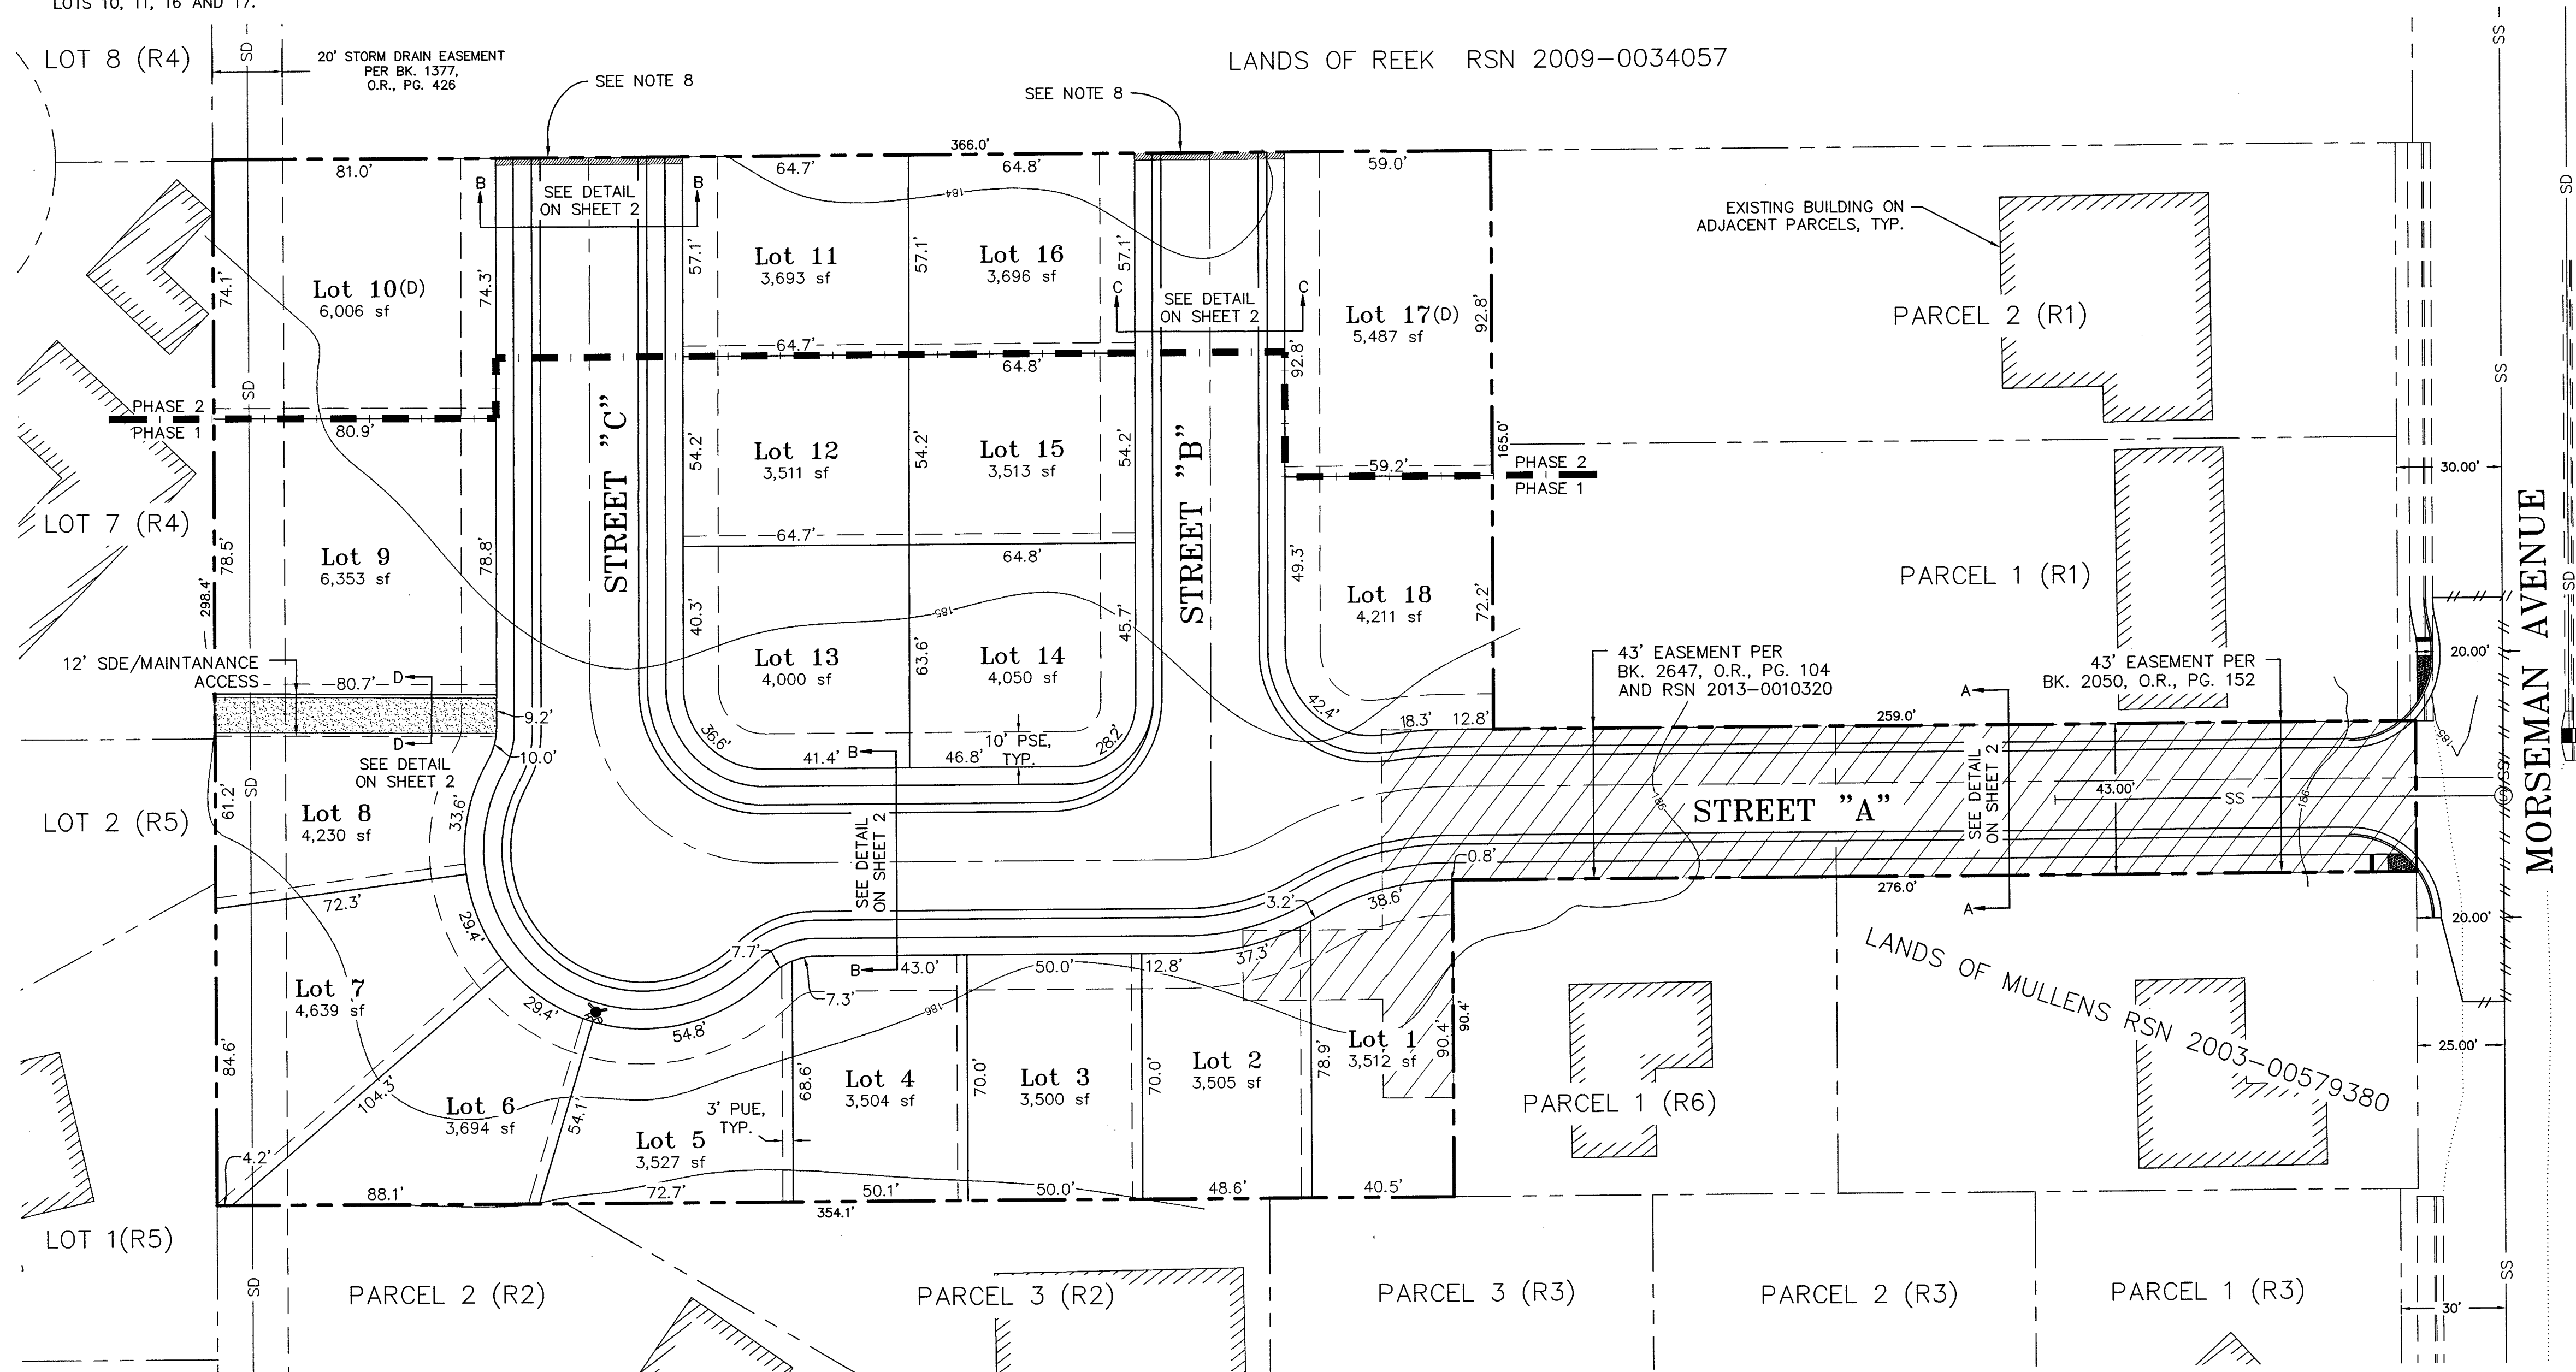 LOTS 10, 11, 16 AND 17.
LOT 8 (R4)
SD
20' STORM DRAIN EASEMENT
PER BK. 1377,
O.R., PG. 426
SEE NOTE 8
SEE NOTE 8
LANDS OF REEK RSN 2009-0034057
SS
SD
366.0'
81.0'
64.7'
64.8'
59.0'
B
B
SEE DETAIL
ON SHEET 2
184
EXISTING BUILDING ON
ADJACENT PARCELS, TYP.
74.1'
Lot 10(D)
6,006 sf
74.3'
57.1'
Lot 11
3,693 sf
57.1'
Lot 16
3,696 sf
57.1'
C
C
SEE DETAIL
ON SHEET 2
Lot 17(D)
5,487 sf
92.8'
PARCEL 2 (R1)
SD
64.7'
64.8'
92.8'
SS
PHASE 2
PHASE 1
80.9'
STREET "C"
54.2'
Lot 12
3,511 sf
54.2'
Lot 15
3,513 sf
54.2'
STREET "B"
59.2'
165.0'
PHASE 2
PHASE 1
30.00'
LOT 7 (R4)
78.5'
298.4'
Lot 9
6,353 sf
78.8'
64.7'
64.8'
49.3'
Lot 18
4,211 sf
72.2'
PARCEL 1 (R1)
SD
MORSEMAN AVENUE
40.3'
185
45.7'
12' SDE/MAINTANANCE
ACCESS
80.7'
D
D
Lot 13
4,000 sf
63.6'
Lot 14
4,050 sf
43' EASEMENT PER
BK. 2647, O.R., PG. 104
AND RSN 2013-0010320
43' EASEMENT PER
BK. 2050, O.R., PG. 152
20.00'
A
9.2'
10.0'
SEE DETAIL
ON SHEET 2
36.6'
41.4'
B
46.8'
10' PSE,
TYP.
28.2'
42.4'
18.3'
12.8'
259.0'
185
LOT 2 (R5)
61.2'
SD
Lot 8
4,230 sf
33.6'
SEE DETAIL
ON SHEET 2
186
STREET "A"
SEE DETAIL
ON SHEET 2
43.00'
SS
186
SS
0.8'
276.0'
72.3'
29.4'
7.7'
B
43.0'
50.0'
12.8'
37.3'
3.2'
38.6'
A
20.00'
LANDS OF MULLENS RSN 2003-00579380
Lot 7
4,639 sf
29.4'
54.8'
7.3'
186
84.6'
104.3'
Lot 6
3,694 sf
54.1'
Lot 5
3,527 sf
3' PUE,
TYP.
68.6'
Lot 4
3,504 sf
70.0'
Lot 3
3,500 sf
70.0'
Lot 2
3,505 sf
78.9'
Lot 1
3,512 sf
90.4'
90.4'
PARCEL 1 (R6)
25.00'
4.2'
88.1'
72.7'
354.1'
50.1'
50.0'
48.6'
40.5'
LOT 1(R5)
SD
PARCEL 2 (R2)
PARCEL 3 (R2)
PARCEL 3 (R3)
PARCEL 2 (R3)
PARCEL 1 (R3)
SS
30'